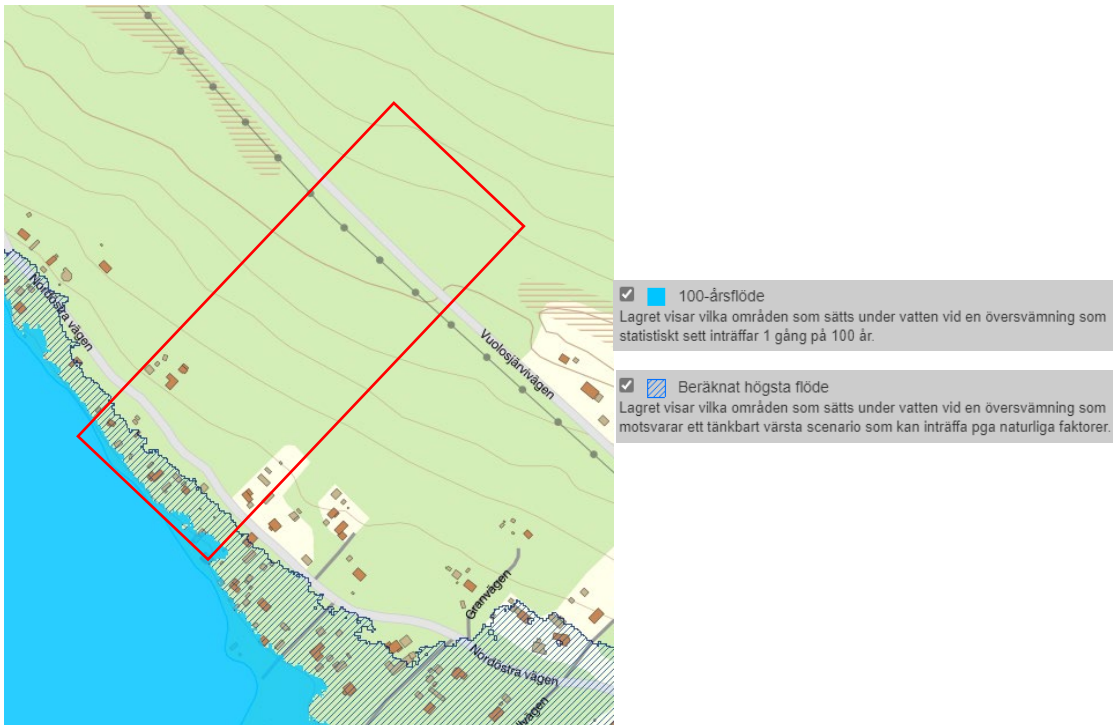 Nordöstra vägen
Vuolosjärvivägen
Granvägen
Nordöstra vägen
100-årsflöde
Lagret visar vilka områden som sätts under vatten vid en översvämning som
statistiskt sett inträffar 1 gång på 100 år.
Beräknat högsta flöde
Lagret visar vilka områden som sätts under vatten vid en översvämning som
motsvarar ett tänkbart värsta scenario som kan inträffa pga naturliga faktorer.